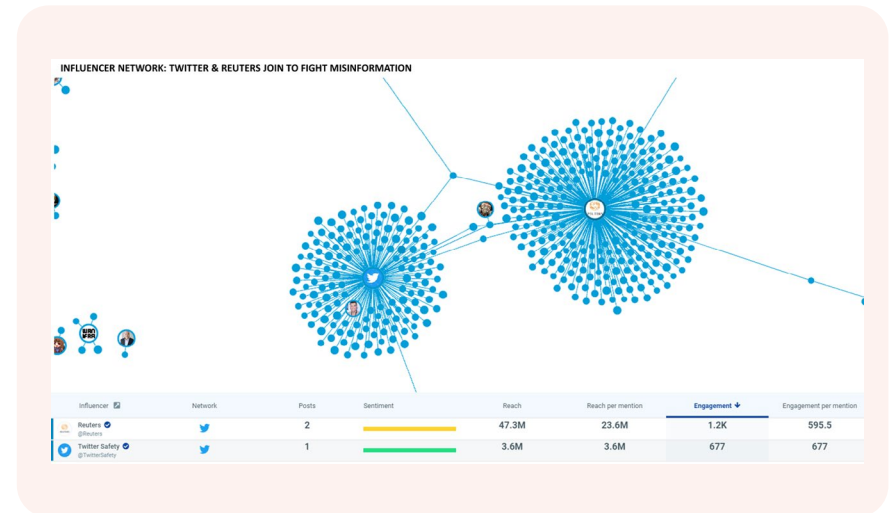 INFLUENCER NETWORK: TWITTER & REUTERS JOIN TO FIGHT MISINFORMATION
WAN
IFRA
Influencer Network Posts Sentiment Reach Reach per mention Engagement Engagement per mention
Reuters 2 47.3M 23.6M 1.2K 595.5
@Reuters
Twitter Safety 1 3.6M 3.6M 677 677
@TwitterSafety